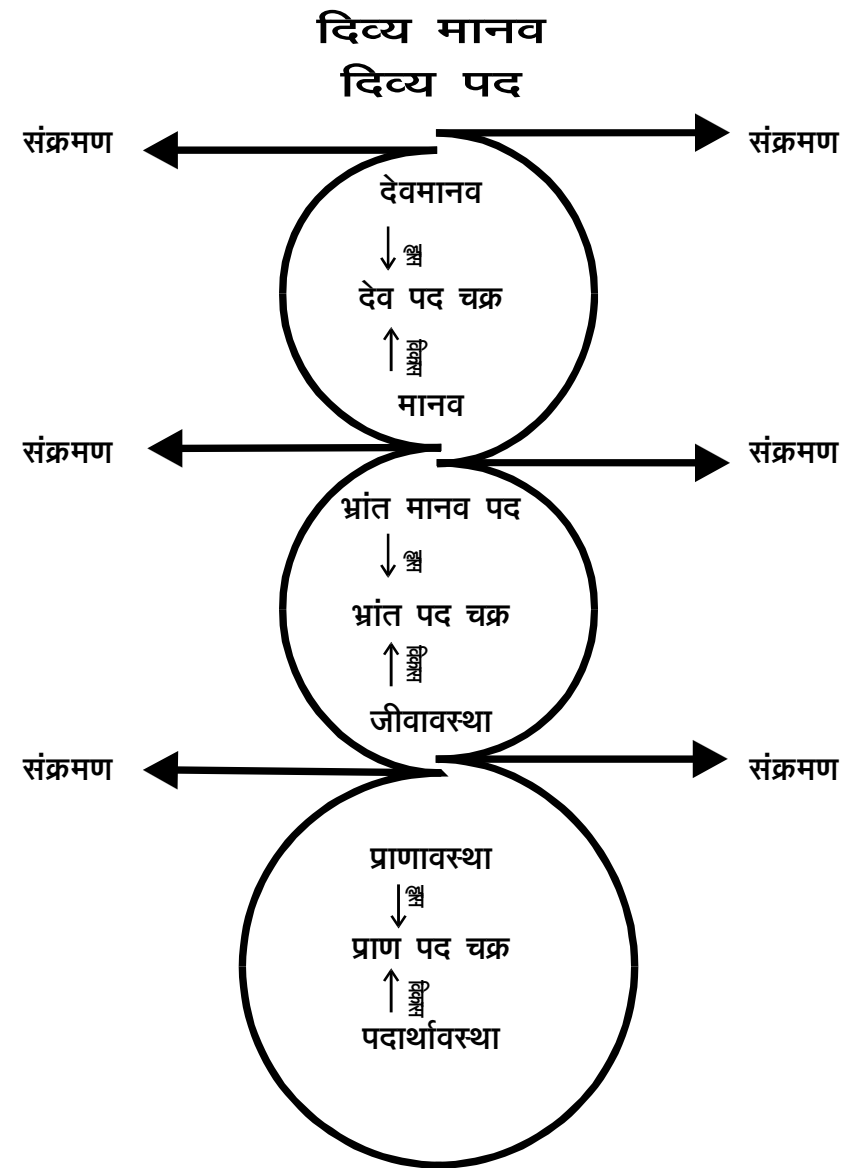 दिव्य मानव
दिव्य पद
संक्रमण संक्रमण
देवमानव
ह्रास
देव पद चक्र
विकास
मानव
संक्रमण संक्रमण
भ्रांत मानव पद
ह्रास
भ्रांत पद चक्र
विकास
जीवावस्था
संक्रमण संक्रमण
प्राणावस्था
ह्रास
प्राण पद चक्र
विकास
पदार्थावस्था